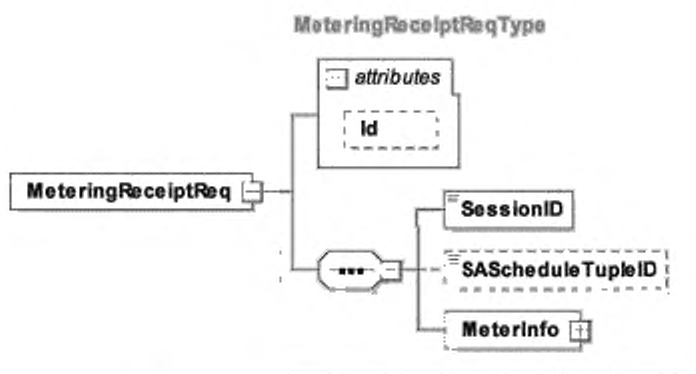 MeteringReceiptReqType
attributes
Id
MeteringReceiptReq
SessionID
SAScheduleTupleID
MeterInfo